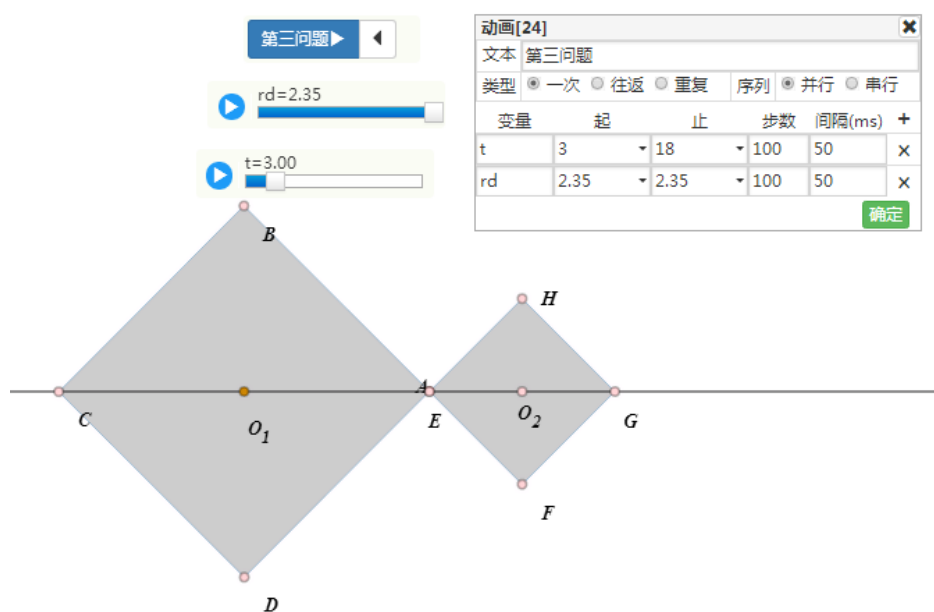 第三问题▶ ◀
rd=2.35
t=3.00
动画[24] ✖
文本 第三问题
类型 一次 往返 重复 序列 并行 串行
变量 起 止 步数 间隔(ms) +
t 3 18 100 50 ×
rd 2.35 2.35 100 50 ×
确定
B
H
A
C O1 E O2 G
F
D